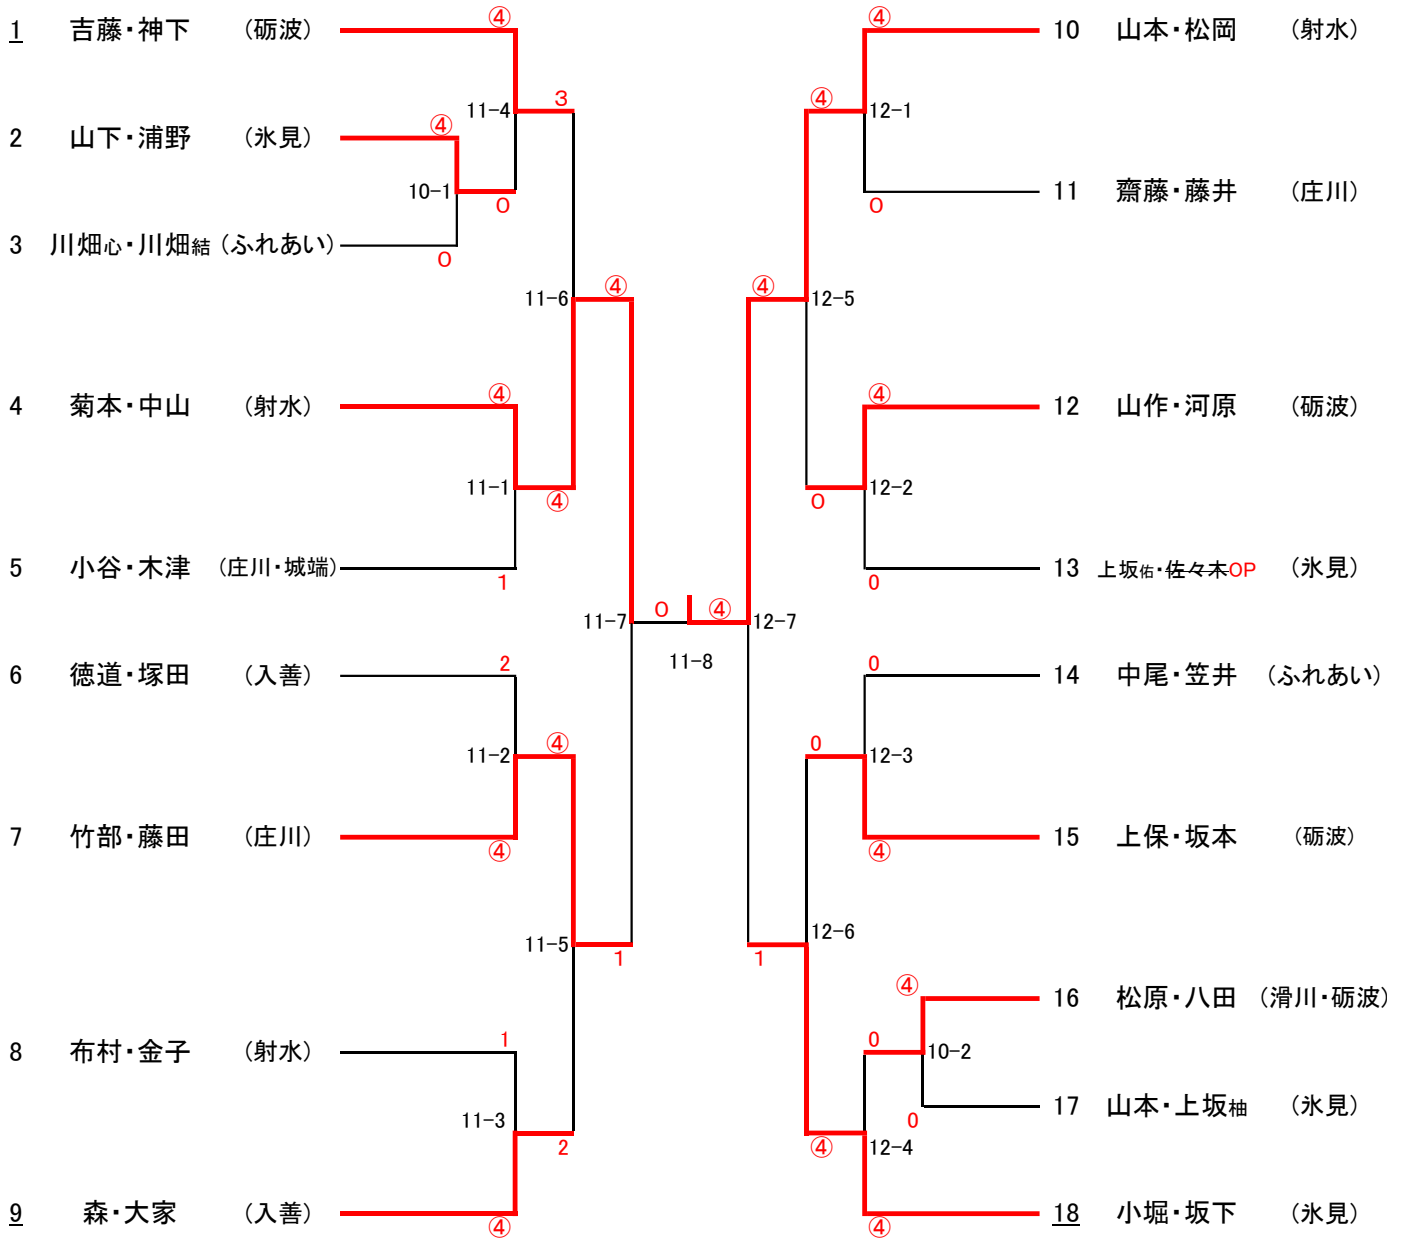 1 吉藤・神下 （砺波） ④ ④ 10 山本・松岡 （射水）
11-4 3 ④ 12-1
2 山下・浦野 （氷見） ④
10-1 0 0 11 齋藤・藤井 （庄川）
3 川畑心・川畑結 （ふれあい） 0
11-6 ④ ④ 12-5
4 菊本・中山 （射水） ④ ④ 12 山作・河原 （砺波）
11-1 ④ 0 12-2
5 小谷・木津 （庄川・城端） 1 0 13 上坂佑・佐々木OP （氷見）
11-7 0 ④ 12-7
11-8
6 徳道・塚田 （入善） 2 0 14 中尾・笠井 （ふれあい）
11-2 ④ 0 12-3
7 竹部・藤田 （庄川） ④ ④ 15 上保・坂本 （砺波）
11-5 1 1 12-6
④ 16 松原・八田 （滑川・砺波）
8 布村・金子 （射水） 1 0 10-2
11-3 2 ④ 12-4 0 17 山本・上坂柚 （氷見）
9 森・大家 （入善） ④ ④ 18 小堀・坂下 （氷見）